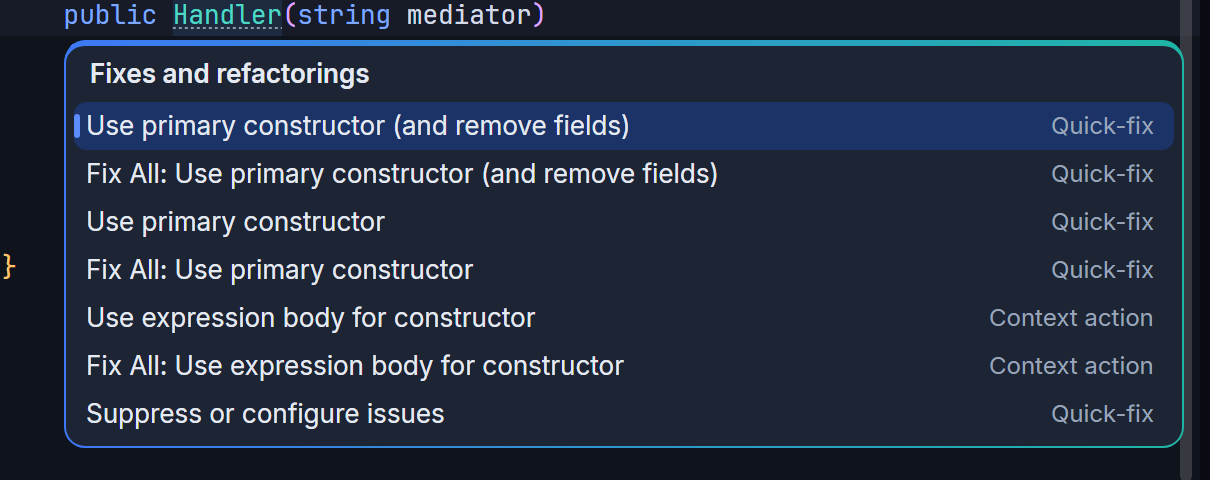 public Handler(string mediator)
Fixes and refactorings
Use primary constructor (and remove fields) Quick-fix
Fix All: Use primary constructor (and remove fields) Quick-fix
Use primary constructor Quick-fix
}
Fix All: Use primary constructor Quick-fix
Use expression body for constructor Context action
Fix All: Use expression body for constructor Context action
Suppress or configure issues Quick-fix